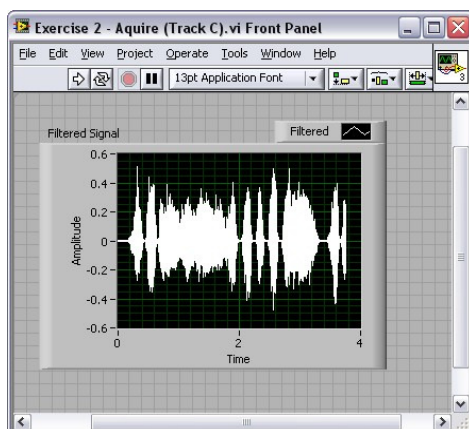 Exercise 2 - Aquire (Track C).vi Front Panel
File Edit View Project Operate Tools Window Help
13pt Application Font
3
Filtered Signal
Filtered
0.6
0.4
0.2
0
-0.2
-0.4
-0.6
Amplitude
0 2 4
Time